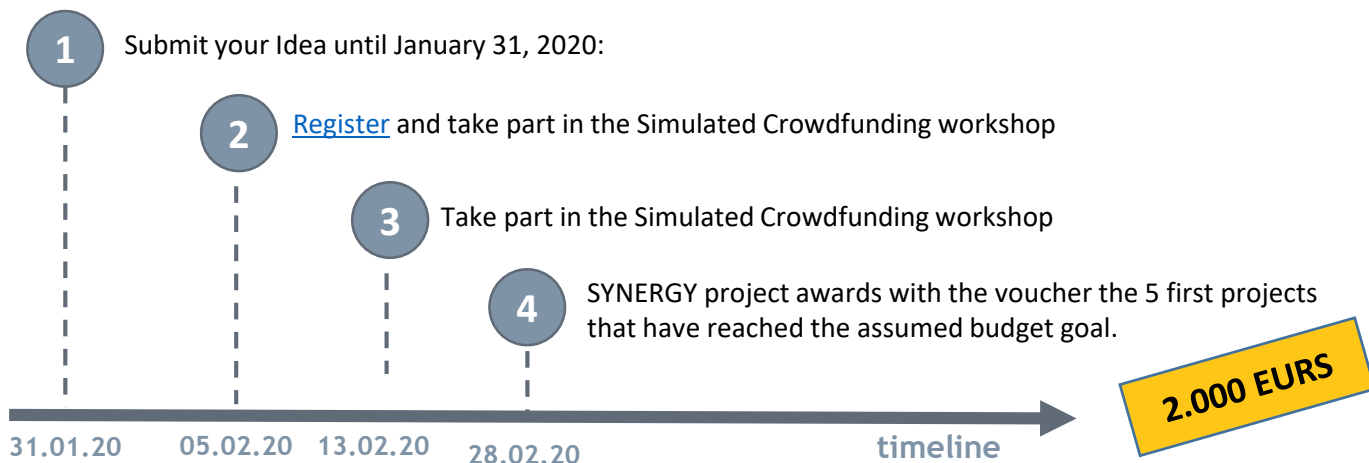 1
Submit your Idea until January 31, 2020:
2
Register and take part in the Simulated Crowdfunding workshop
3
Take part in the Simulated Crowdfunding workshop
4
SYNERGY project awards with the voucher the 5 first projects
that have reached the assumed budget goal.
2.000 EURS
31.01.20
05.02.20
13.02.20
28.02.20
timeline